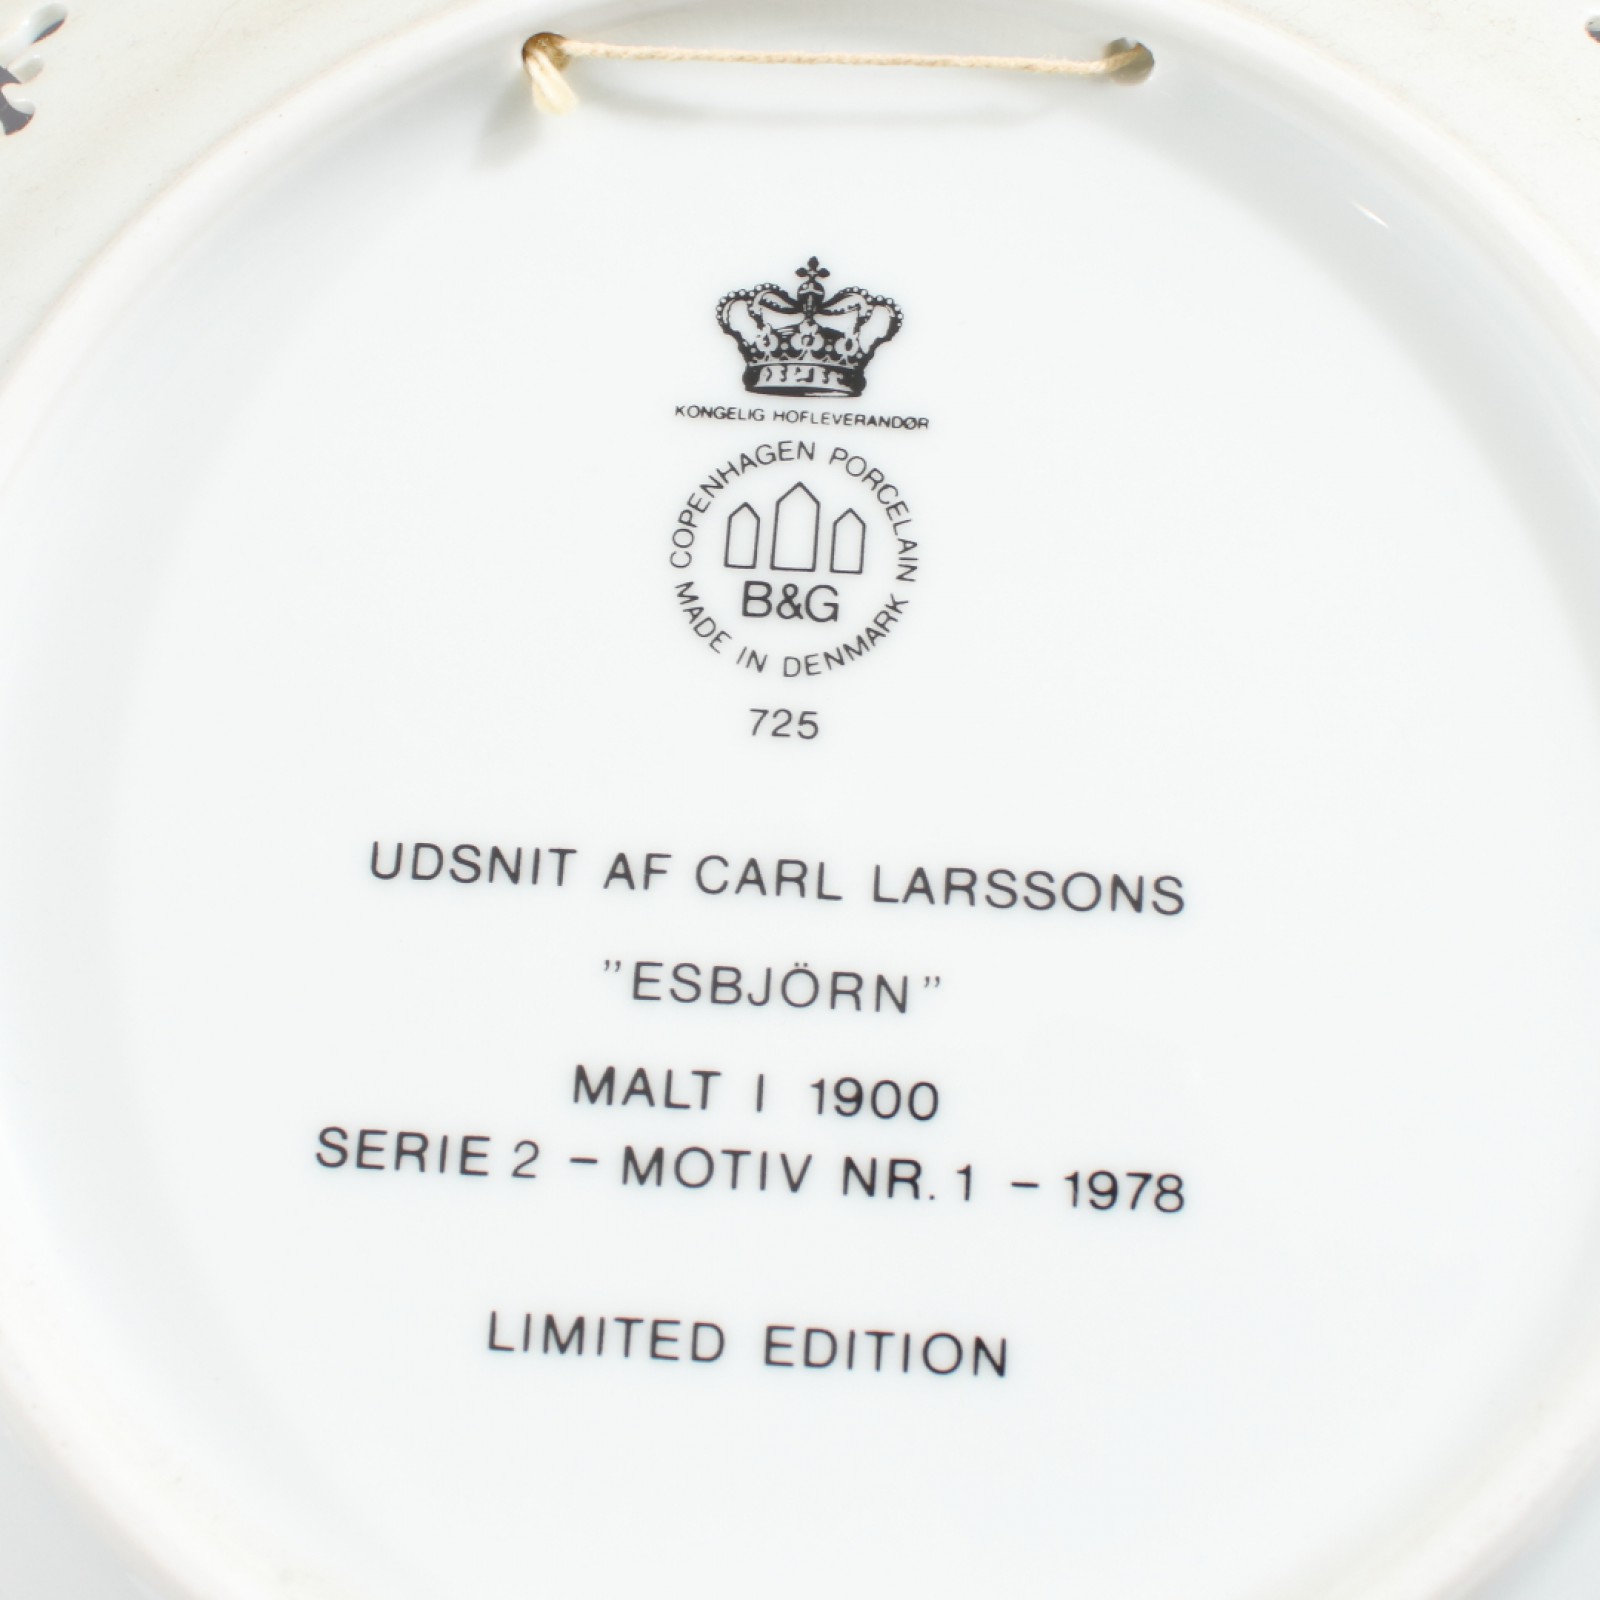 KONGELIG HOFLEVERANDØR
COPENHAGEN PORCELAIN
B&G
MADE IN DENMARK
725
UDSNIT AF CARL LARSSONS
"ESBJÖRN"
MALT I 1900
SERIE 2 – MOTIV NR. 1 – 1978
LIMITED EDITION